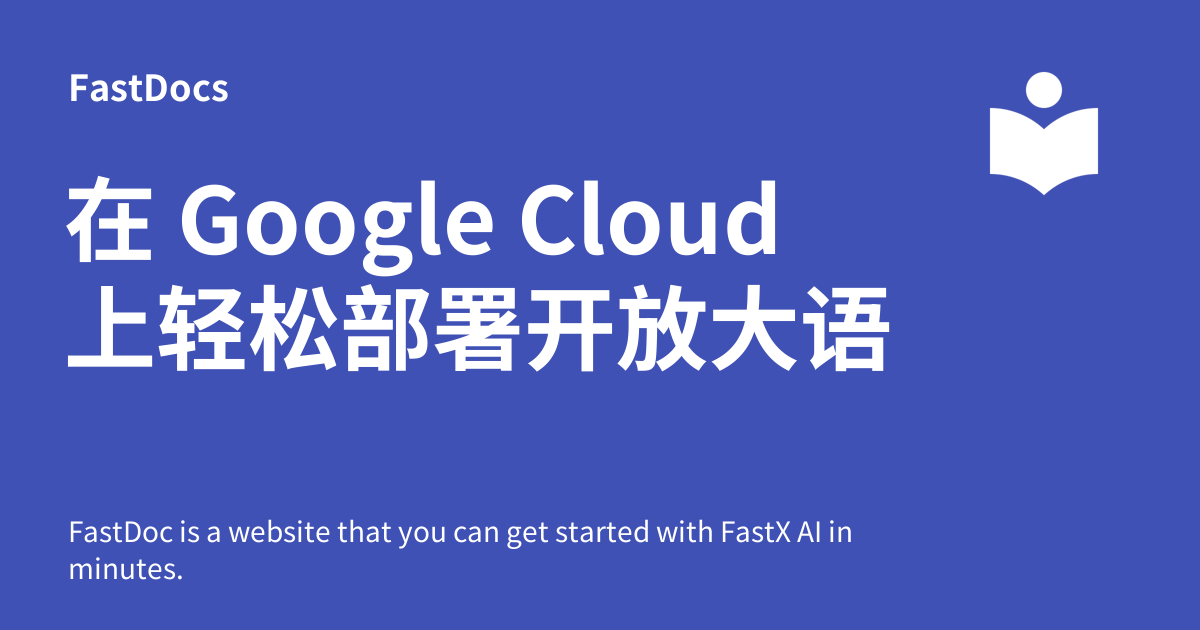 FastDocs
在 Google Cloud
上轻松部署开放大语
FastDoc is a website that you can get started with FastX AI in
minutes.